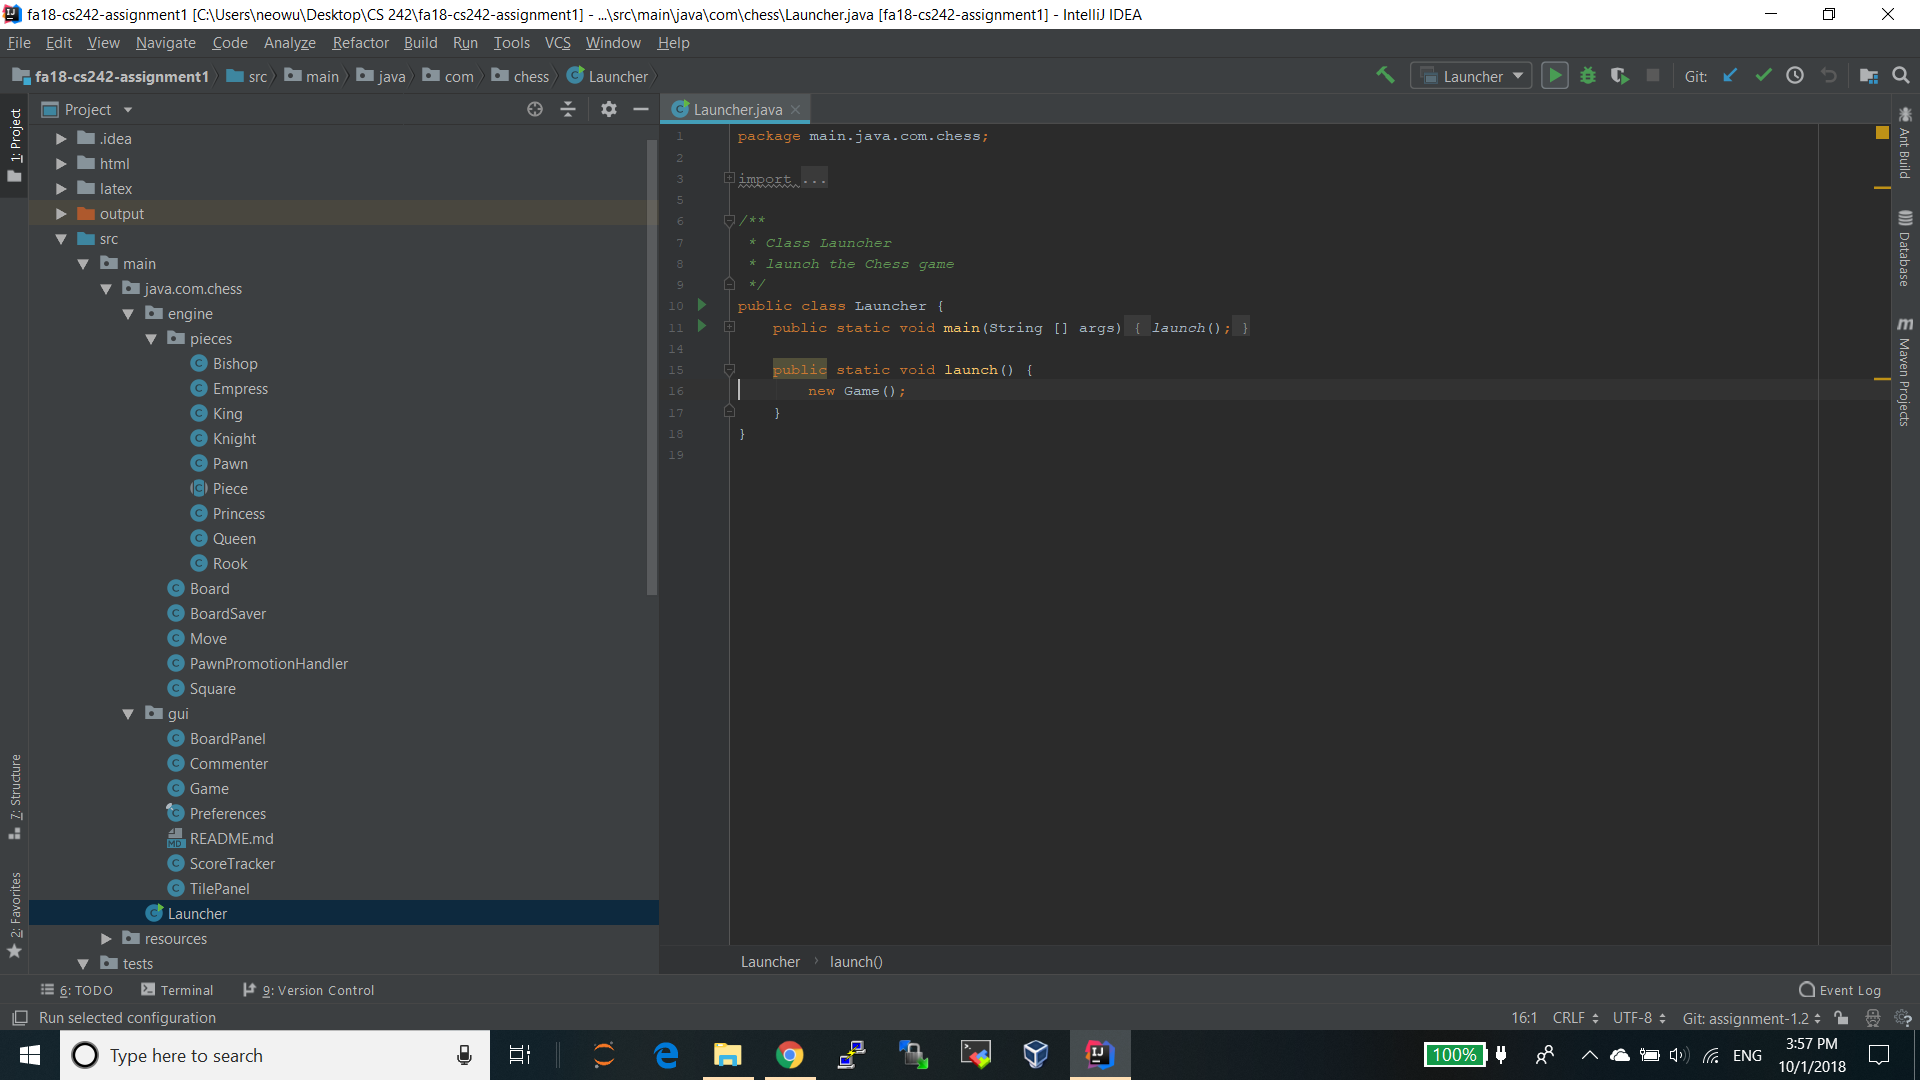 fa18-cs242-assignment1 [C:\Users\neowu\Desktop\CS 242\fa18-cs242-assignment1] - ...\src\main\java\com\chess\Launcher.java [fa18-cs242-assignment1] - IntelliJ IDEA
File Edit View Navigate Code Analyze Refactor Build Run Tools VCS Window Help
fa18-cs242-assignment1 src main java com chess Launcher
Launcher Git:
1: Project
7: Structure
2: Favorites
Project
.idea
html
latex
output
src
main
java.com.chess
engine
pieces
Bishop
Empress
King
Knight
Pawn
Piece
Princess
Queen
Rook
Board
BoardSaver
Move
PawnPromotionHandler
Square
gui
BoardPanel
Commenter
Game
Preferences
README.md
ScoreTracker
TilePanel
Launcher
resources
tests
Launcher.java
1 package main.java.com.chess;
2
3 import ...
5
6 /**
7 * Class Launcher
8 * launch the Chess game
9 */
10 public class Launcher {
11 public static void main(String [] args) { launch(); }
14
15 public static void launch() {
16 new Game();
17 }
18 }
19
Launcher launch()
Ant Build
Database
Maven Projects
6: TODO Terminal 9: Version Control
Event Log
Run selected configuration
16:1 CRLF UTF-8 Git: assignment-1.2
Type here to search
100%
ENG
3:57 PM
10/1/2018